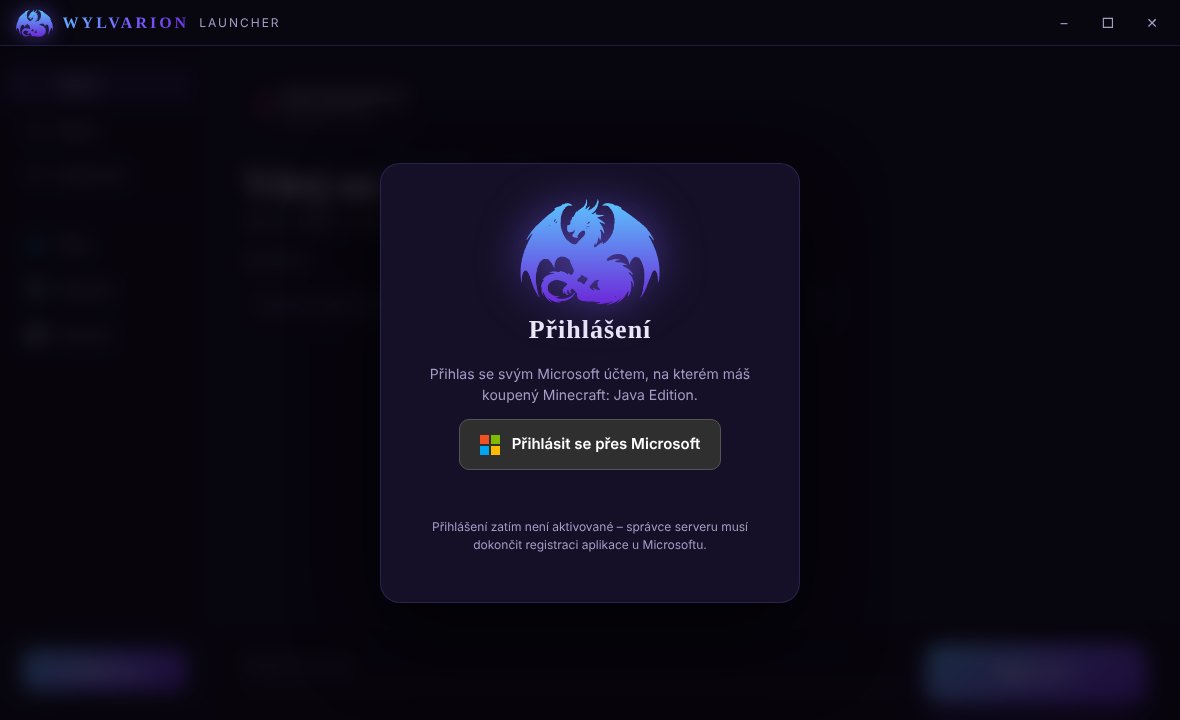 WYLVARION LAUNCHER
Přihlášení
Přihlas se svým Microsoft účtem, na kterém máš
koupený Minecraft: Java Edition.
Přihlásit se přes Microsoft
Přihlášení zatím není aktivované – správce serveru musí
dokončit registraci aplikace u Microsoftu.